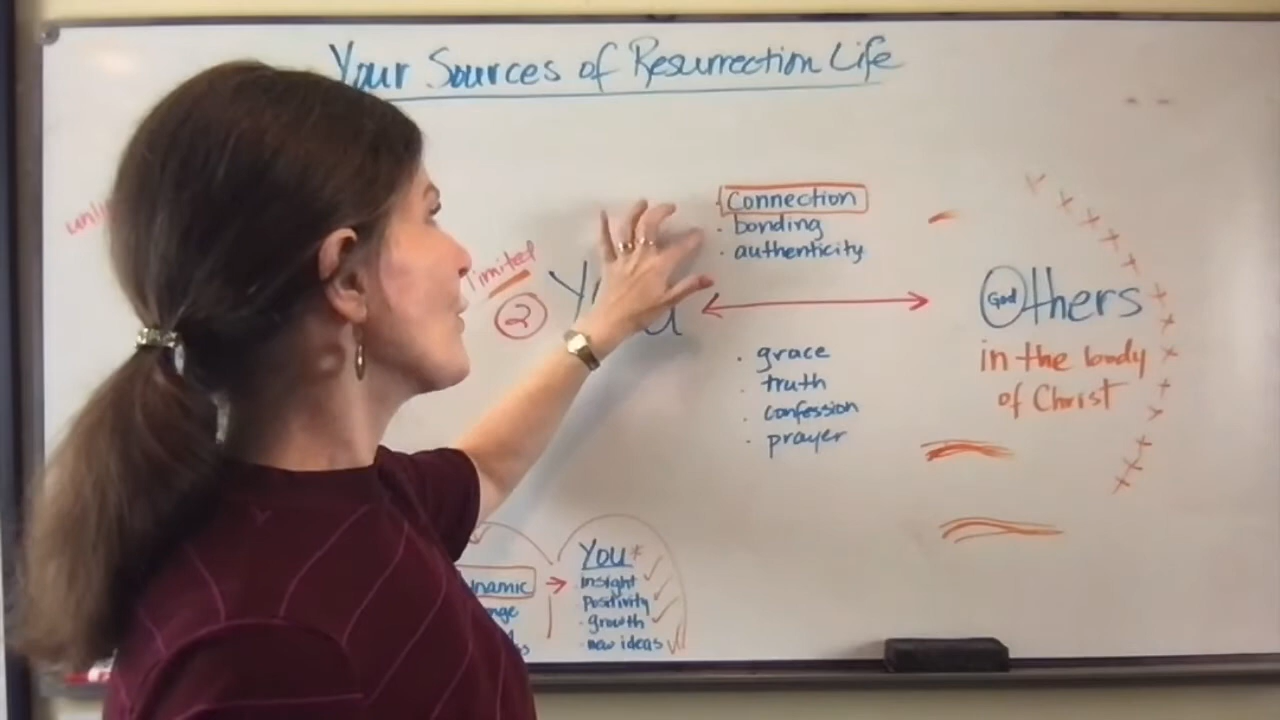 Your Sources of Resurrection Life
limited
2
Connection
· bonding
· authenticity
God
Others
in the body
of Christ
· grace
· truth
· confession
· prayer
You*
· insight
· positivity
· growth
· new ideas